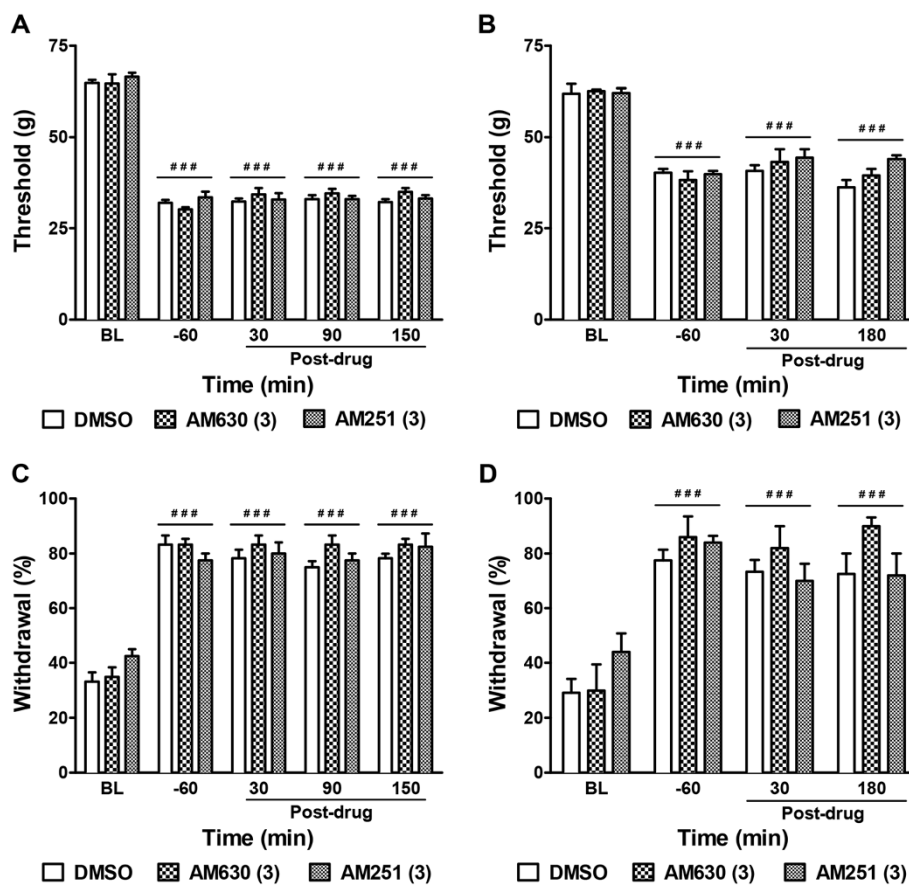 A
75
50
25
0
Threshold (g)
### ### ### ###
BL -60 30 90 150
Post-drug
Time (min)
DMSO AM630 (3) AM251 (3)
B
75
50
25
0
Threshold (g)
### ### ###
BL -60 30 180
Post-drug
Time (min)
DMSO AM630 (3) AM251 (3)
C
100
80
60
40
20
0
Withdrawal (%)
### ### ### ###
BL -60 30 90 150
Post-drug
Time (min)
DMSO AM630 (3) AM251 (3)
D
100
80
60
40
20
0
Withdrawal (%)
### ### ###
BL -60 30 180
Post-drug
Time (min)
DMSO AM630 (3) AM251 (3)